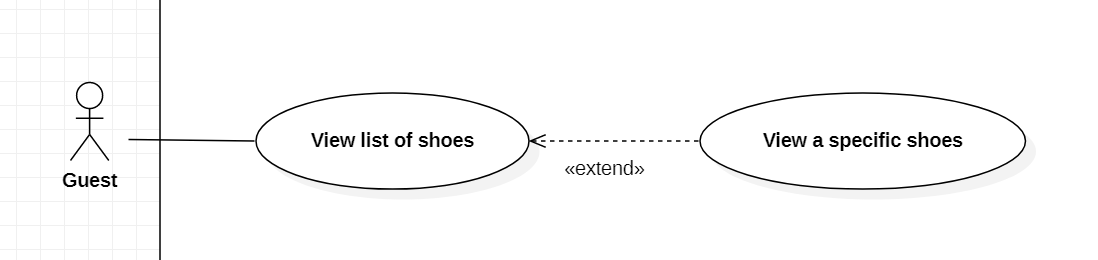 View list of shoes
View a specific shoes
«extend»
Guest